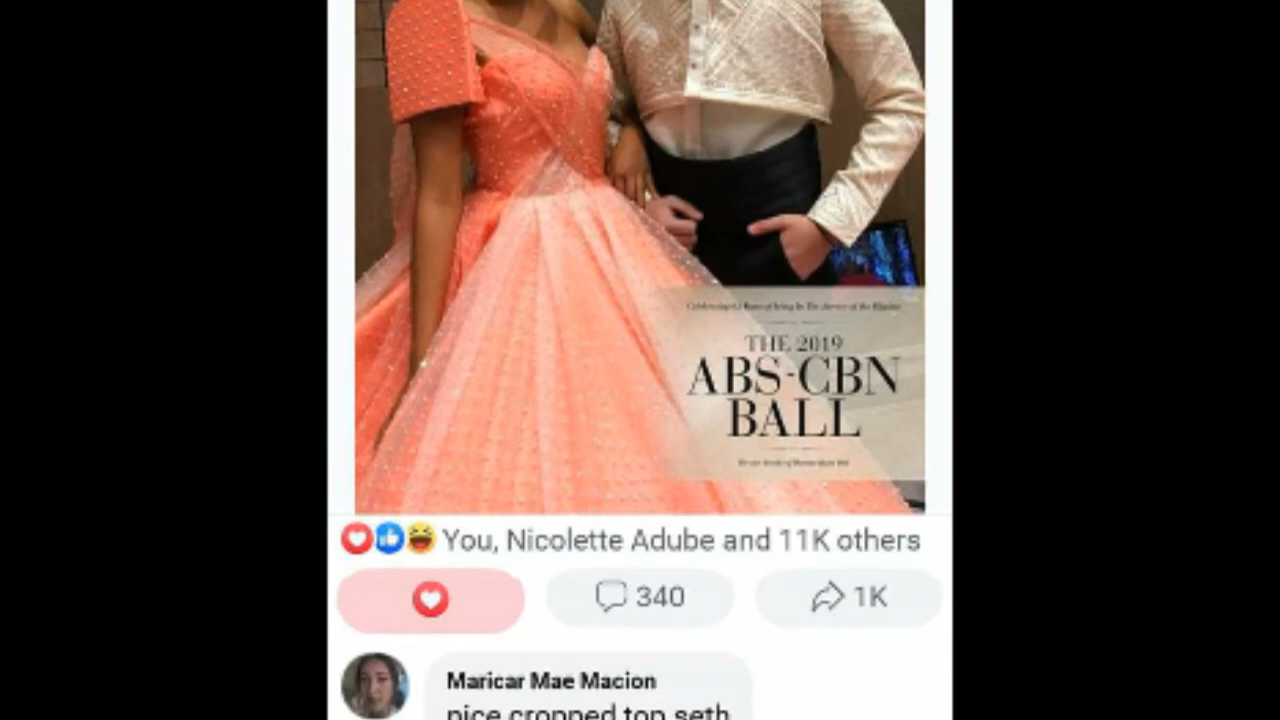 THE 2019
ABS-CBN
BALL
You, Nicolette Adube and 11K others
340
1K
Maricar Mae Macion
nice cropped top seth